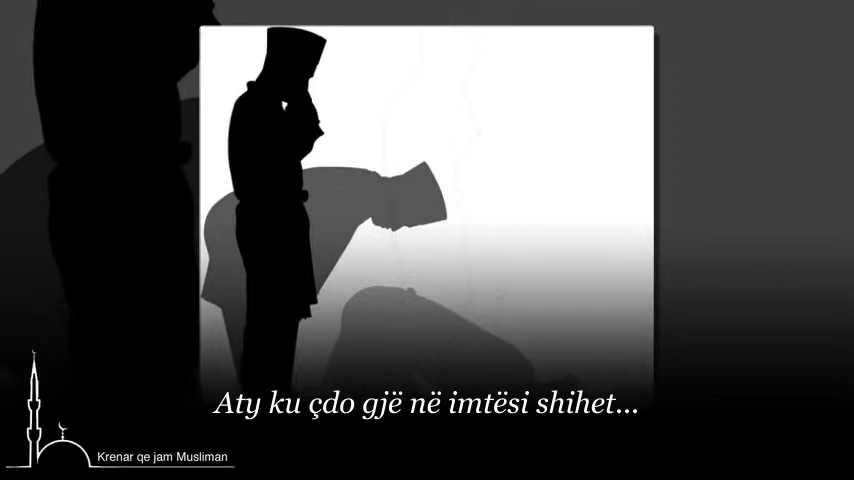 Aty ku çdo gjë në imtësi shihet...
Krenar qe jam Musliman